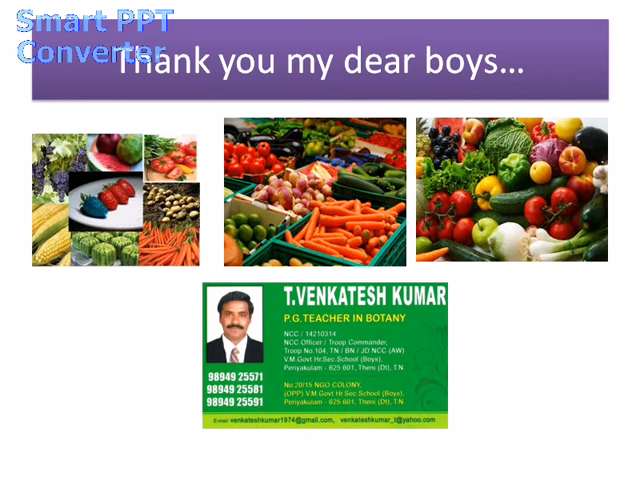 Smart PPT
Converter
Thank you my dear boys...
T.VENKATESH KUMAR
P.G.TEACHER IN BOTANY
NCC / 14210314
NCC Officer / Troop Commander,
Troop No.104, TN / BN / JD NCC (AW)
V.M.Govt Hr.Sec.School (Boys),
Periyakulam - 625 601, Theni (Dt), T.N
98949 25571
98949 25581
98949 25591
No.20/15 NGO COLONY,
(OPP) V.M.Govt Hr.Sec.School (Boys),
Periyakulam - 625 601, Theni (Dt), T.N
E-mail venkateshkumar1974@gmail.com, venkateshkumar_t@yahoo.com